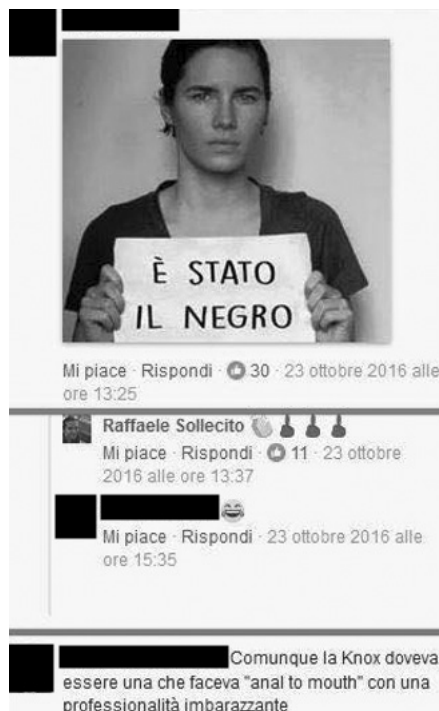 È STATO
IL NEGRO
Mi piace · Rispondi · 30 · 23 ottobre 2016 alle
ore 13:25
Raffaele Sollecito
Mi piace · Rispondi · 11 · 23 ottobre
2016 alle ore 13:37
Mi piace · Rispondi · 23 ottobre 2016 alle
ore 15:35
Comunque la Knox doveva
essere una che faceva "anal to mouth" con una
professionalità imbarazzante